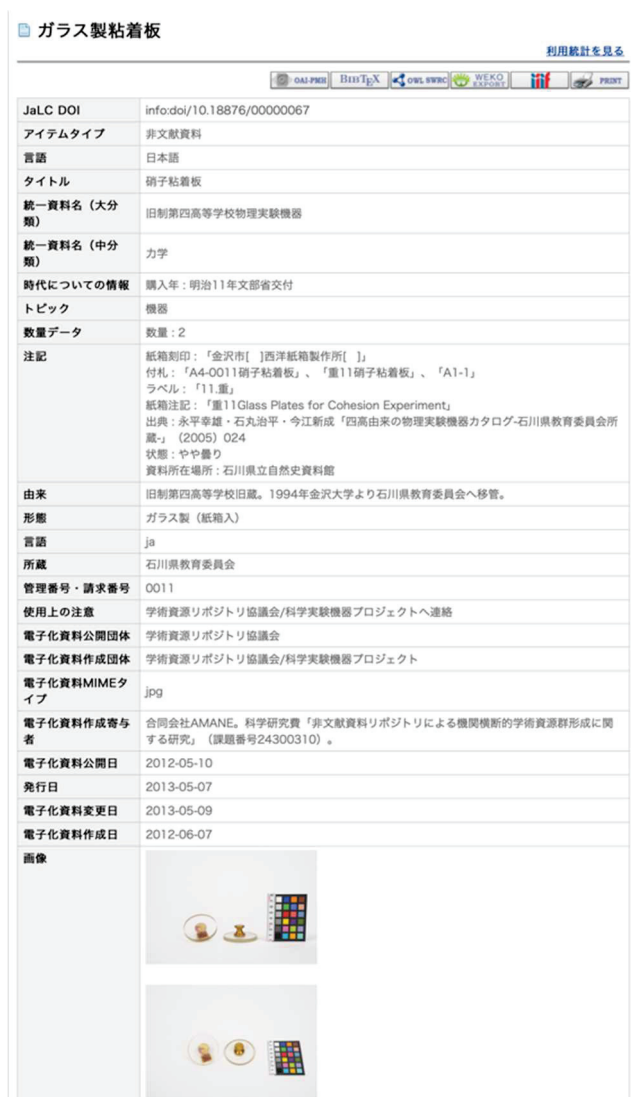 ガラス製粘着板
利用統計を見る
OAI-PMH BIBTEX OWL SWRC WEKO EXPORT iiif PRINT
JaLC DOI info:doi/10.18876/00000067
アイテムタイプ 非文献資料
言語 日本語
タイトル 硝子粘着板
統一資料名（大分類） 旧制第四高等学校物理実験機器
統一資料名（中分類） 力学
時代についての情報 購入年：明治11年文部省交付
トピック 機器
数量データ 数量：2
注記 紙箱刻印：「金沢市[　]西洋紙箱製作所[　]」
付札：「A4-0011硝子粘着板」、「重11硝子粘着板」、「A1-1」
ラベル：「11.重」
紙箱注記：「重11Glass Plates for Cohesion Experiment」
出典：永平幸雄・石丸治平・今江新成「四高由来の物理実験機器カタログ-石川県教育委員会所
蔵-」（2005）024
状態：やや曇り
資料所在場所：石川県立自然史資料館
由来 旧制第四高等学校旧蔵。1994年金沢大学より石川県教育委員会へ移管。
形態 ガラス製（紙箱入）
言語 ja
所蔵 石川県教育委員会
管理番号・請求番号 0011
使用上の注意 学術資源リポジトリ協議会/科学実験機器プロジェクトへ連絡
電子化資料公開団体 学術資源リポジトリ協議会
電子化資料作成団体 学術資源リポジトリ協議会/科学実験機器プロジェクト
電子化資料MIMEタイプ jpg
電子化資料作成寄与者 合同会社AMANE。科学研究費「非文献資料リポジトリによる機関横断的学術資源群形成に関
する研究」（課題番号24300310）。
電子化資料公開日 2012-05-10
発行日 2013-05-07
電子化資料変更日 2013-05-09
電子化資料作成日 2012-06-07
画像